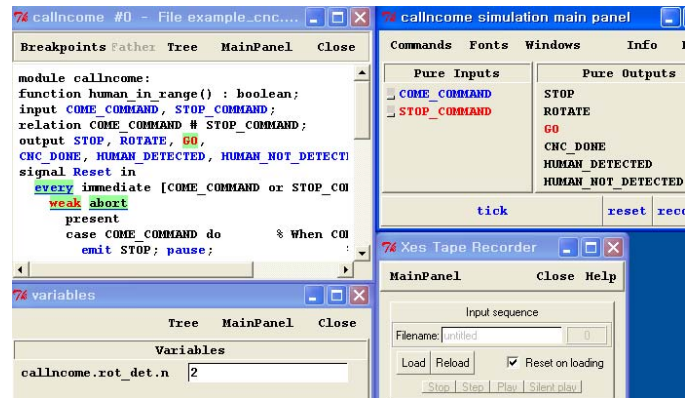 callncome #0 - File example_cnc....
Breakpoints Father Tree MainPanel Close
module callncome:
function human_in_range() : boolean;
input COME_COMMAND, STOP_COMMAND;
relation COME_COMMAND # STOP_COMMAND;
output STOP, ROTATE, GO,
CNC_DONE, HUMAN_DETECTED, HUMAN_NOT_DETECT
signal Reset in
every immediate [COME_COMMAND or STOP_CO
weak abort
present
case COME_COMMAND do % When CO
emit STOP; pause;
variables
Tree MainPanel Close
Variables
callncome.rot_det.n 2
callncome simulation main panel
Commands Fonts Windows Info
Pure Inputs
COME_COMMAND
STOP_COMMAND
Pure Outputs
STOP
ROTATE
GO
CNC_DONE
HUMAN_DETECTED
HUMAN_NOT_DETECTED
tick reset reco
Xes Tape Recorder
MainPanel Close Help
Input sequence
Filename: untitled 0
Load Reload Reset on loading
Stop Step Play Silent play